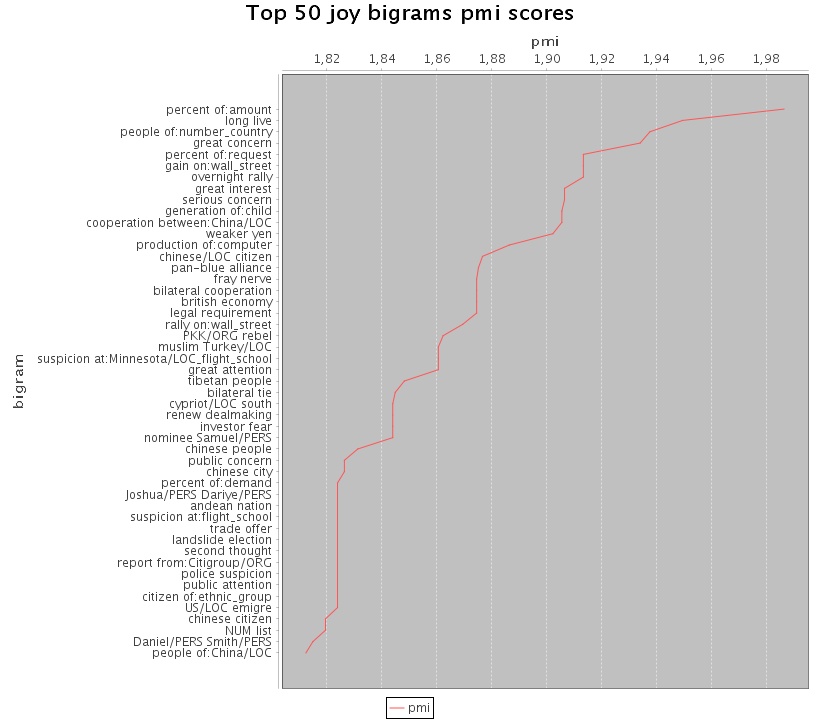 Top 50 joy bigrams pmi scores
pmi
1,82 1,84 1,86 1,88 1,90 1,92 1,94 1,96 1,98
percent of:amount
long live
people of:number_country
great concern
percent of:request
gain on:wall_street
overnight rally
great interest
serious concern
generation of:child
cooperation between:China/LOC
weaker yen
production of:computer
chinese/LOC citizen
pan-blue alliance
fray nerve
bilateral cooperation
british economy
legal requirement
rally on:wall_street
PKK/ORG rebel
muslim Turkey/LOC
suspicion at:Minnesota/LOC_flight_school
great attention
tibetan people
bilateral tie
cypriot/LOC south
renew dealmaking
investor fear
nominee Samuel/PERS
chinese people
public concern
chinese city
percent of:demand
Joshua/PERS Dariye/PERS
andean nation
suspicion at:flight_school
trade offer
landslide election
second thought
report from:Citigroup/ORG
police suspicion
public attention
citizen of:ethnic_group
US/LOC emigre
chinese citizen
NUM list
Daniel/PERS Smith/PERS
people of:China/LOC
bigram
pmi